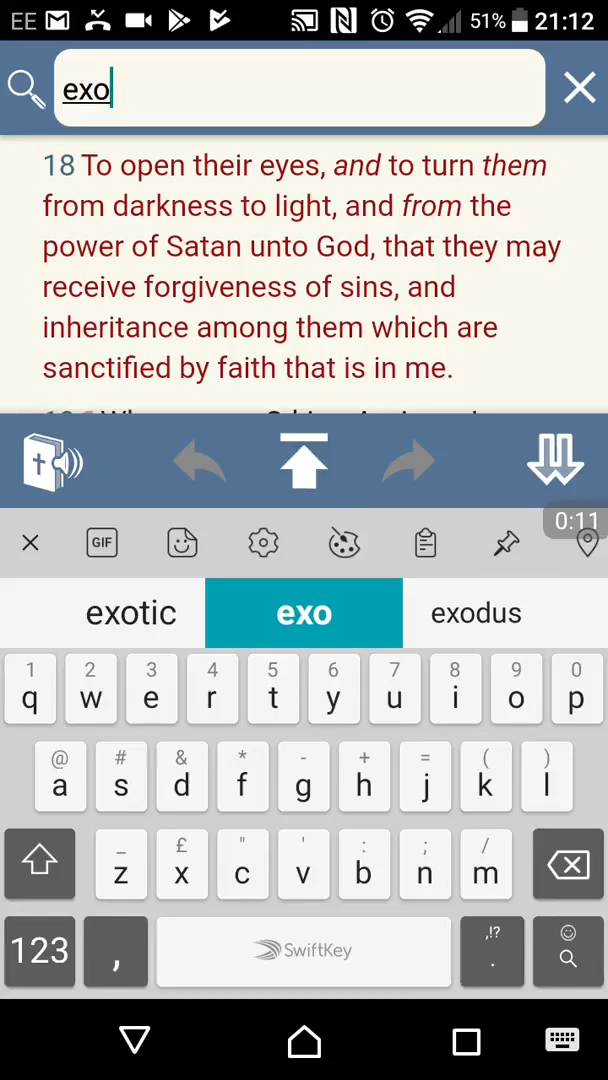 EE 51% 21:12
exo
18 To open their eyes, and to turn them
from darkness to light, and from the
power of Satan unto God, that they may
receive forgiveness of sins, and
inheritance among them which are
sanctified by faith that is in me.
0:11
GIF
exotic exo exodus
1 2 3 4 5 6 7 8 9 0
q w e r t y u i o p
@ # & * - + = ( )
a s d f g h j k l
_ £ " ' : ; /
z x c v b n m
123 , SwiftKey ,!? .